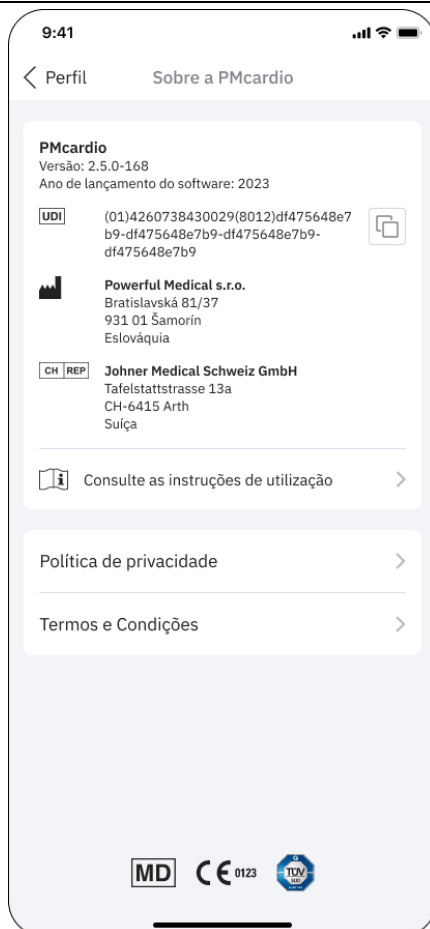 9:41
Perfil
Sobre a PMcardio
PMcardio
Versão: 2.5.0-168
Ano de lançamento do software: 2023
UDI
(01)4260738430029(8012)df475648e7
b9-df475648e7b9-df475648e7b9-
df475648e7b9
Powerful Medical s.r.o.
Bratislavská 81/37
931 01 Šamorín
Eslováquia
CH REP
Johner Medical Schweiz GmbH
Tafelstattstrasse 13a
CH-6415 Arth
Suíça
Consulte as instruções de utilização
Política de privacidade
Termos e Condições
MD CE 0123 TÜV